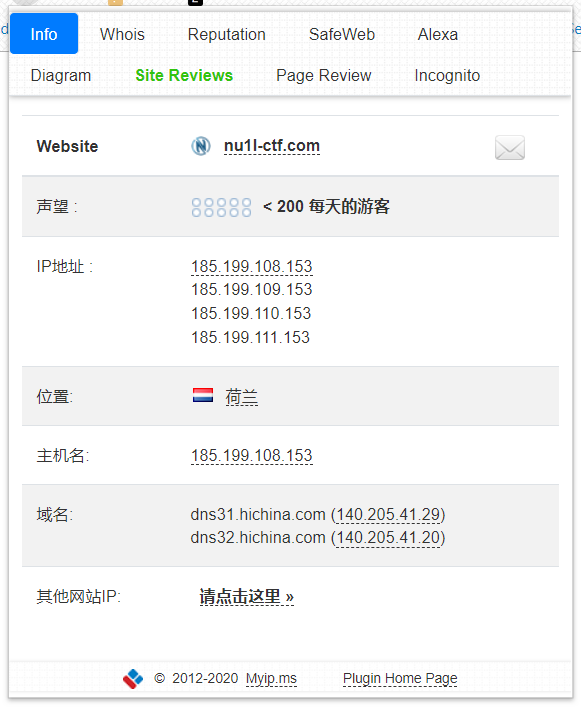 Info Whois Reputation SafeWeb Alexa
Diagram Site Reviews Page Review Incognito
Website nu1l-ctf.com
声望 : < 200 每天的游客
IP地址 : 185.199.108.153
185.199.109.153
185.199.110.153
185.199.111.153
位置: 荷兰
主机名: 185.199.108.153
域名: dns31.hichina.com (140.205.41.29)
dns32.hichina.com (140.205.41.20)
其他网站IP: 请点击这里 »
© 2012-2020 Myip.ms Plugin Home Page